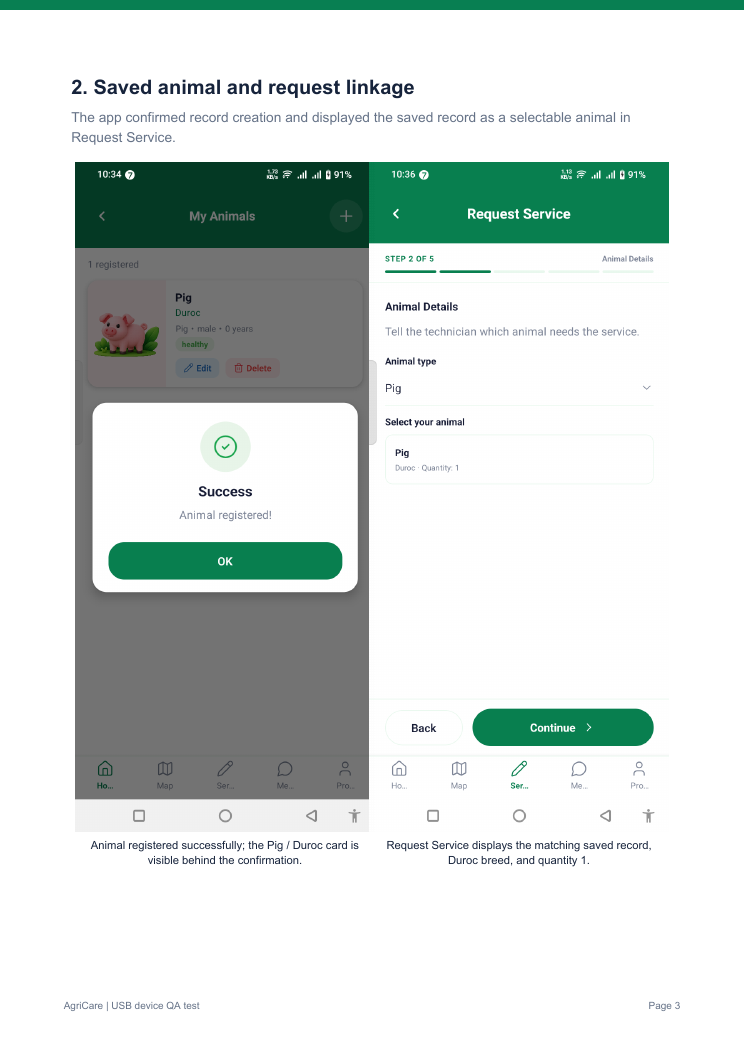 2. Saved animal and request linkage
The app confirmed record creation and displayed the saved record as a selectable animal in
Request Service.
10:34
1.73 KB/s
91%
My Animals
1 registered
Pig
Duroc
Pig • male • 0 years
healthy
Edit
Delete
Success
Animal registered!
OK
Ho...
Map
Ser...
Me...
Pro...
Animal registered successfully; the Pig / Duroc card is
visible behind the confirmation.
10:36
1.13 KB/s
91%
Request Service
STEP 2 OF 5
Animal Details
Animal Details
Tell the technician which animal needs the service.
Animal type
Pig
Select your animal
Pig
Duroc · Quantity: 1
Back
Continue
Ho...
Map
Ser...
Me...
Pro...
Request Service displays the matching saved record,
Duroc breed, and quantity 1.
AgriCare | USB device QA test
Page 3